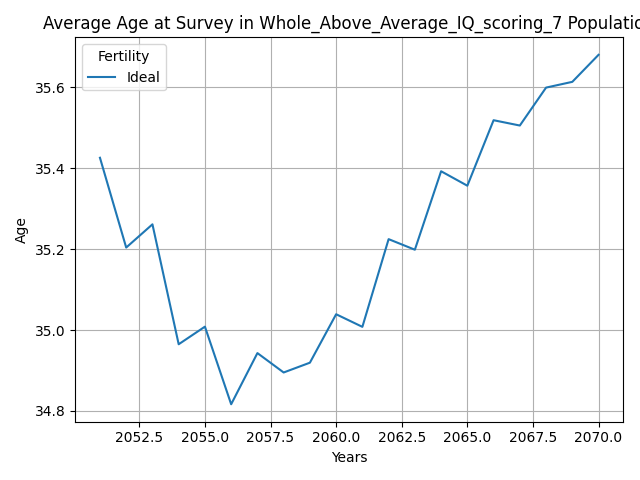 Average Age at Survey in Whole_Above_Average_IQ_scoring_7 Populatio
Fertility
Ideal
Age
35.6
35.4
35.2
35.0
34.8
2052.5 2055.0 2057.5 2060.0 2062.5 2065.0 2067.5 2070.0
Years